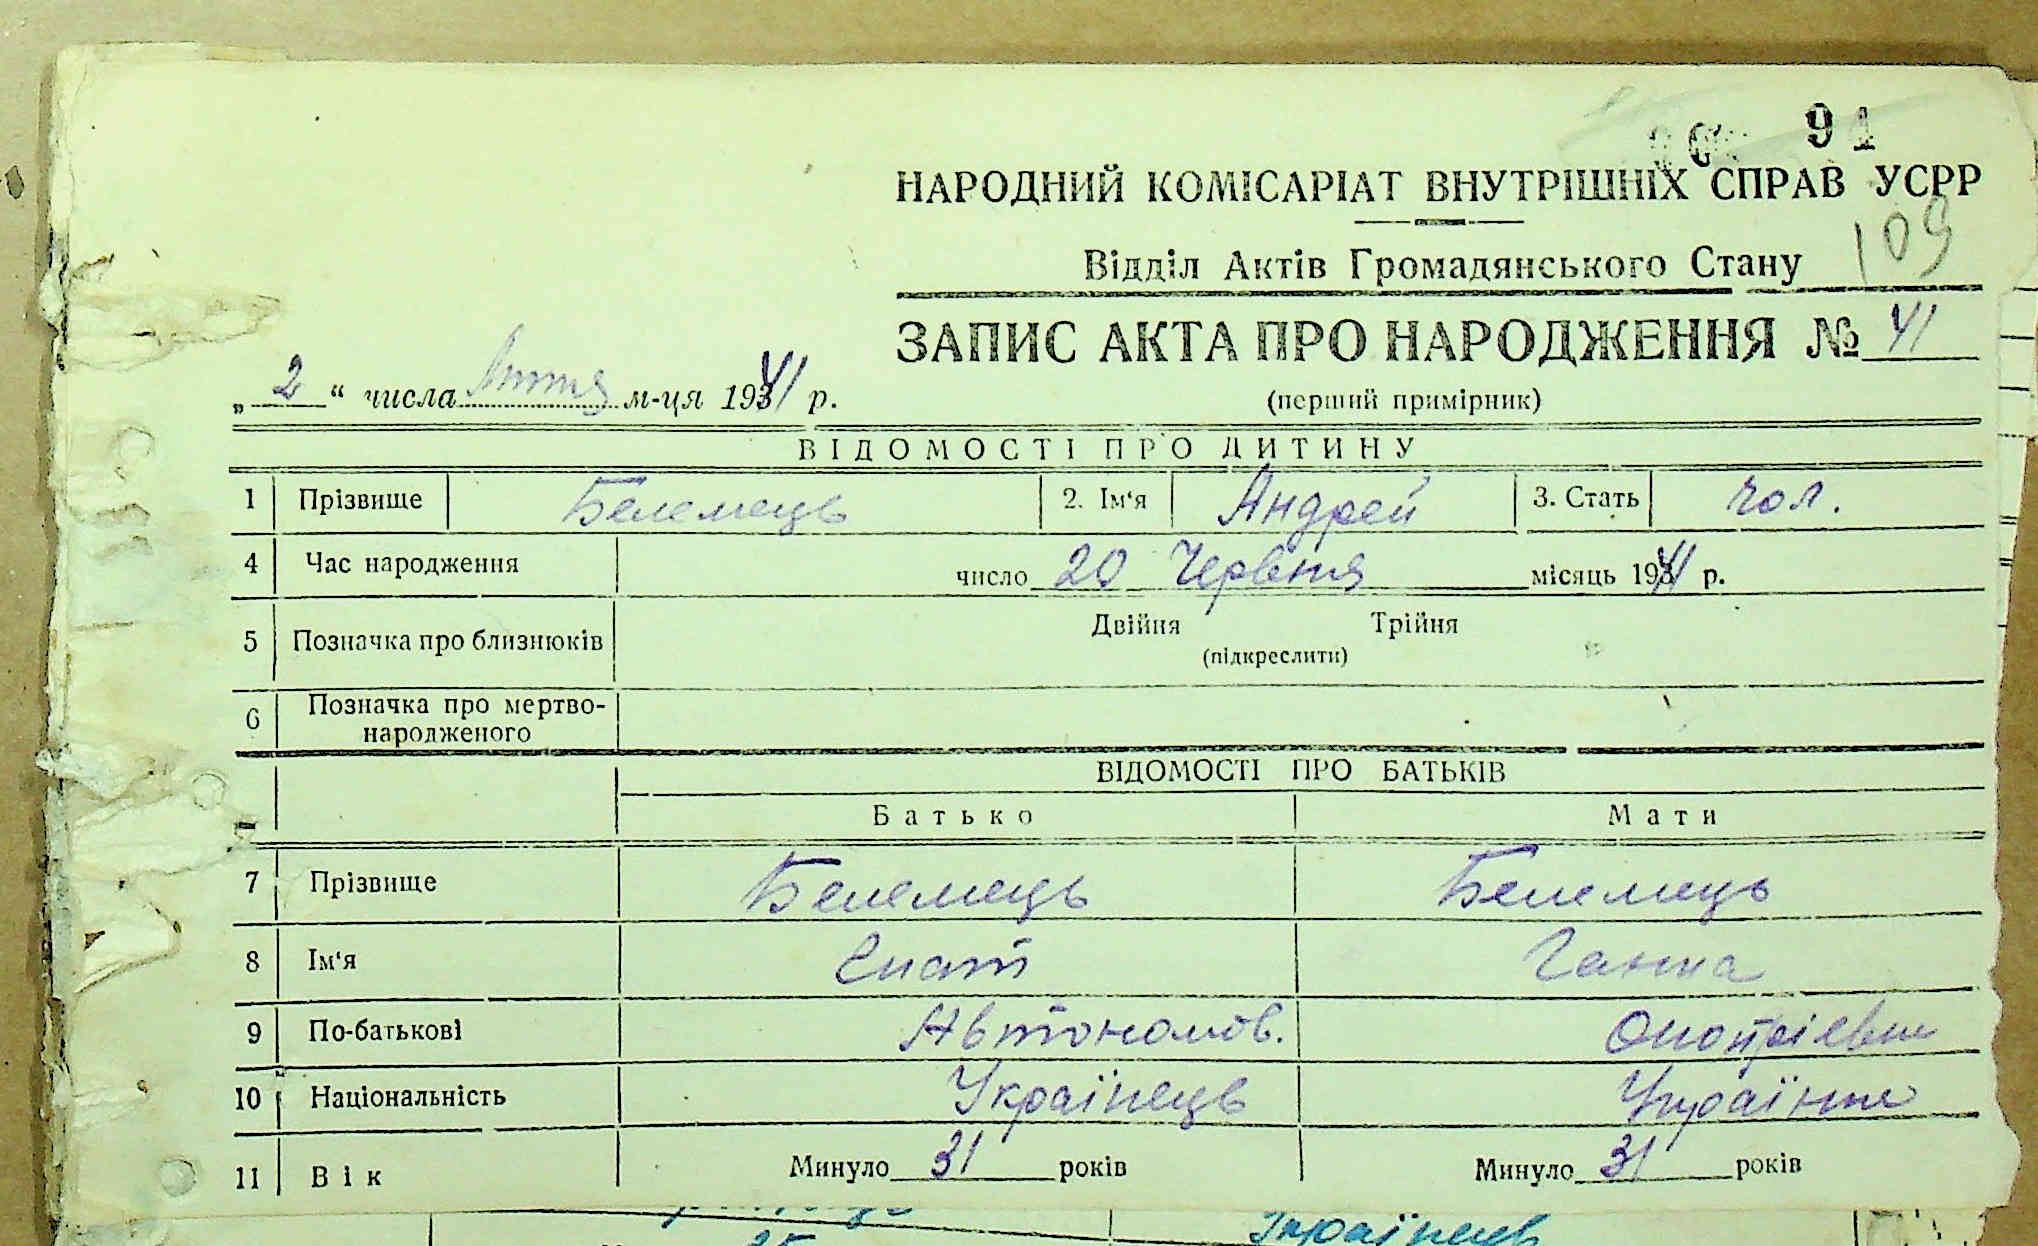 91
НАРОДНИЙ КОМІСАРІАТ ВНУТРІШНІХ СПРАВ УСРР
109
Відділ Актів Громадянського Стану
ЗАПИС АКТА ПРО НАРОДЖЕННЯ № 41
„2“ числа Липня м-ця 1941 р.
(перший примірник)
ВІДОМОСТІ ПРО ДИТИНУ
1 Прізвище Белемець 2. Ім‘я Андрей 3. Стать чол.
4 Час народження число 20 Червня місяць 1941 р.
5 Позначка про близнюків Двійня Трійня
(підкреслити)
6 Позначка про мертво-
народженого
ВІДОМОСТІ ПРО БАТЬКІВ
Батько Мати
7 Прізвище Белемець Белемець
8 Ім‘я Ганна
9 По-батькові Автономов.
10 Національність Українець Українка
11 Вік Минуло 31 років Минуло 31 років
Українець